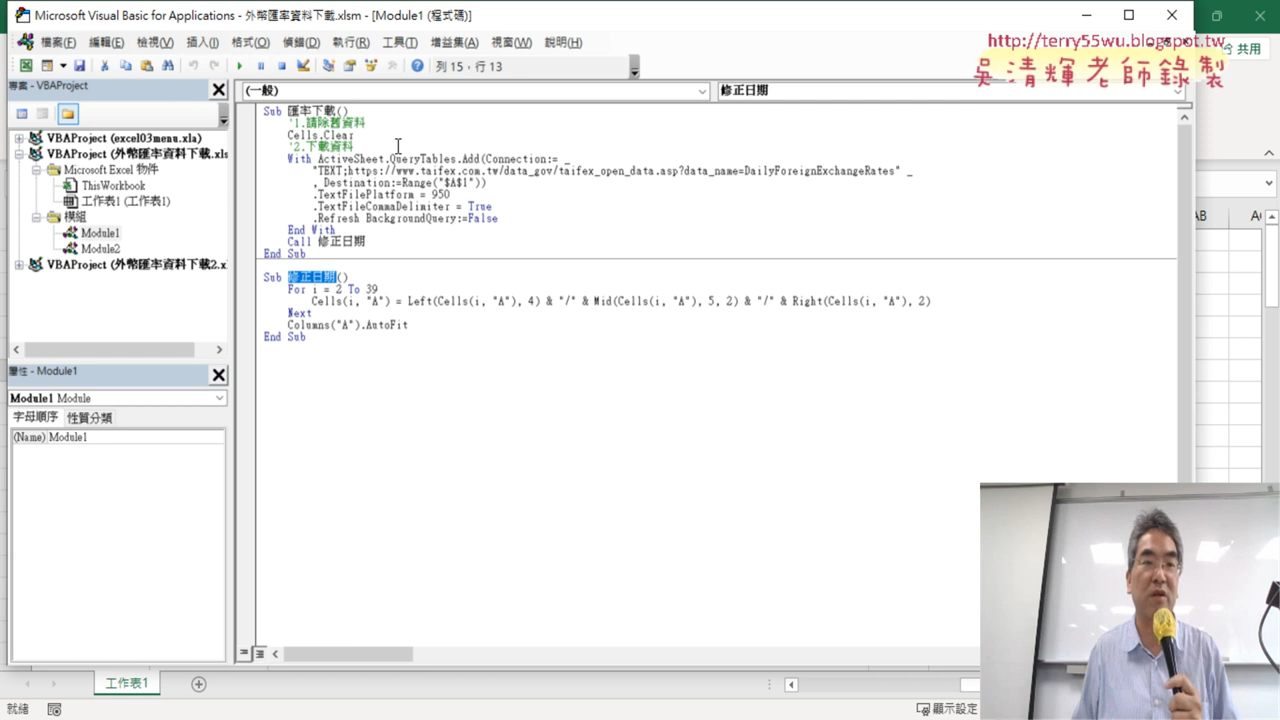 Microsoft Visual Basic for Applications - 外幣匯率資料下載.xlsm - [Module1 (程式碼)]
檔案(F) 編輯(E) 檢視(V) 插入(I) 格式(O) 偵錯(D) 執行(R) 工具(T) 增益集(A) 視窗(W) 說明(H)
http://terry55wu.blogspot.tw
共用
吳清輝老師錄製
列 15，行 13
專案 - VBAProject
(一般)
修正日期
VBAProject (excel03menu.xla)
VBAProject (外幣匯率資料下載.xls
Microsoft Excel 物件
ThisWorkbook
工作表1 (工作表1)
模組
Module1
Module2
VBAProject (外幣匯率資料下載2.x
Sub 匯率下載()
'1.請除舊資料
Cells.Clear
'2.下載資料
With ActiveSheet.QueryTables.Add(Connection:= _
"TEXT;https://www.taifex.com.tw/data_gov/taifex_open_data.asp?data_name=DailyForeignExchangeRates" _
, Destination:=Range("$A$1"))
.TextFilePlatform = 950
.TextFileCommaDelimiter = True
.Refresh BackgroundQuery:=False
End With
Call 修正日期
End Sub
Sub 修正日期()
For i = 2 To 39
Cells(i, "A") = Left(Cells(i, "A"), 4) & "/" & Mid(Cells(i, "A"), 5, 2) & "/" & Right(Cells(i, "A"), 2)
Next
Columns("A").AutoFit
End Sub
屬性 - Module1
Module1 Module
字母順序 性質分類
(Name) Module1
AB
工作表1
就緒
顯示設定